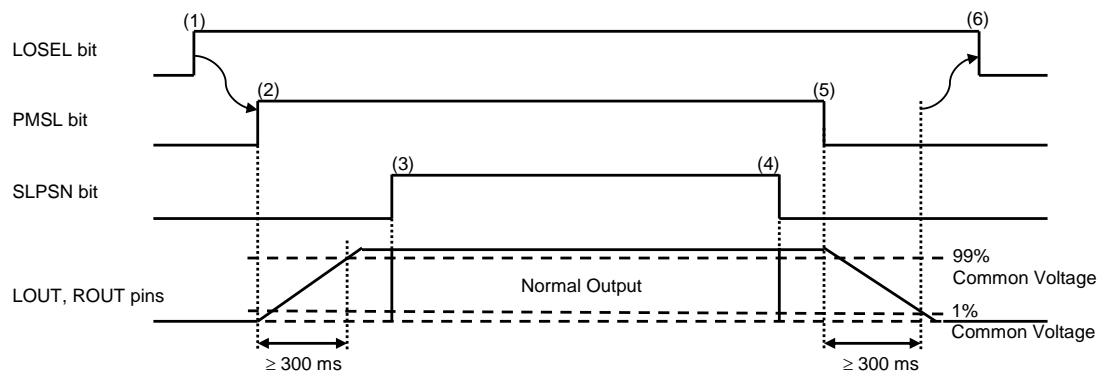 (1)
(6)
LOSEL bit
(2)
(5)
PMSL bit
(3)
(4)
SLPSN bit
99%
Common Voltage
Normal Output
LOUT, ROUT pins
1%
Common Voltage
≥ 300 ms
≥ 300 ms